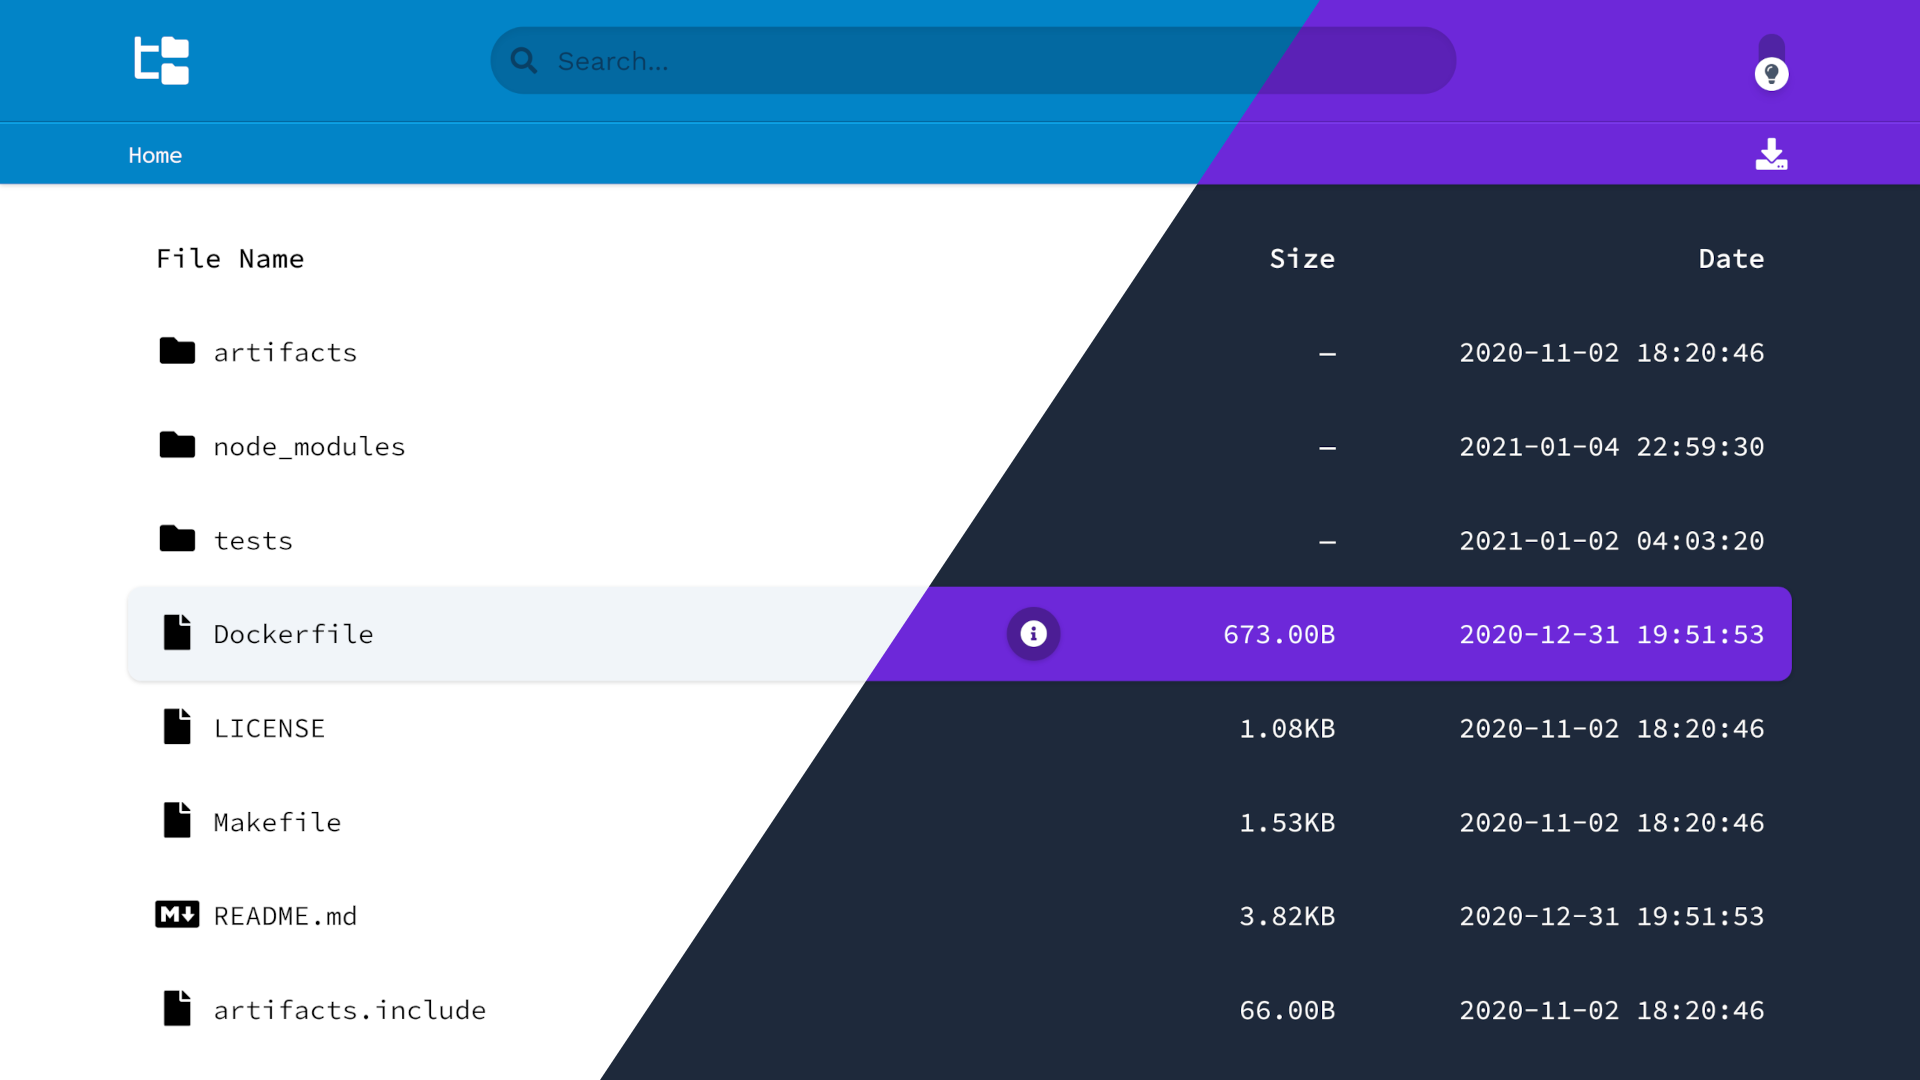 Search...
Home
File Name Size Date
artifacts — 2020-11-02 18:20:46
node_modules — 2021-01-04 22:59:30
tests — 2021-01-02 04:03:20
Dockerfile 673.00B 2020-12-31 19:51:53
LICENSE 1.08KB 2020-11-02 18:20:46
Makefile 1.53KB 2020-11-02 18:20:46
README.md 3.82KB 2020-12-31 19:51:53
artifacts.include 66.00B 2020-11-02 18:20:46